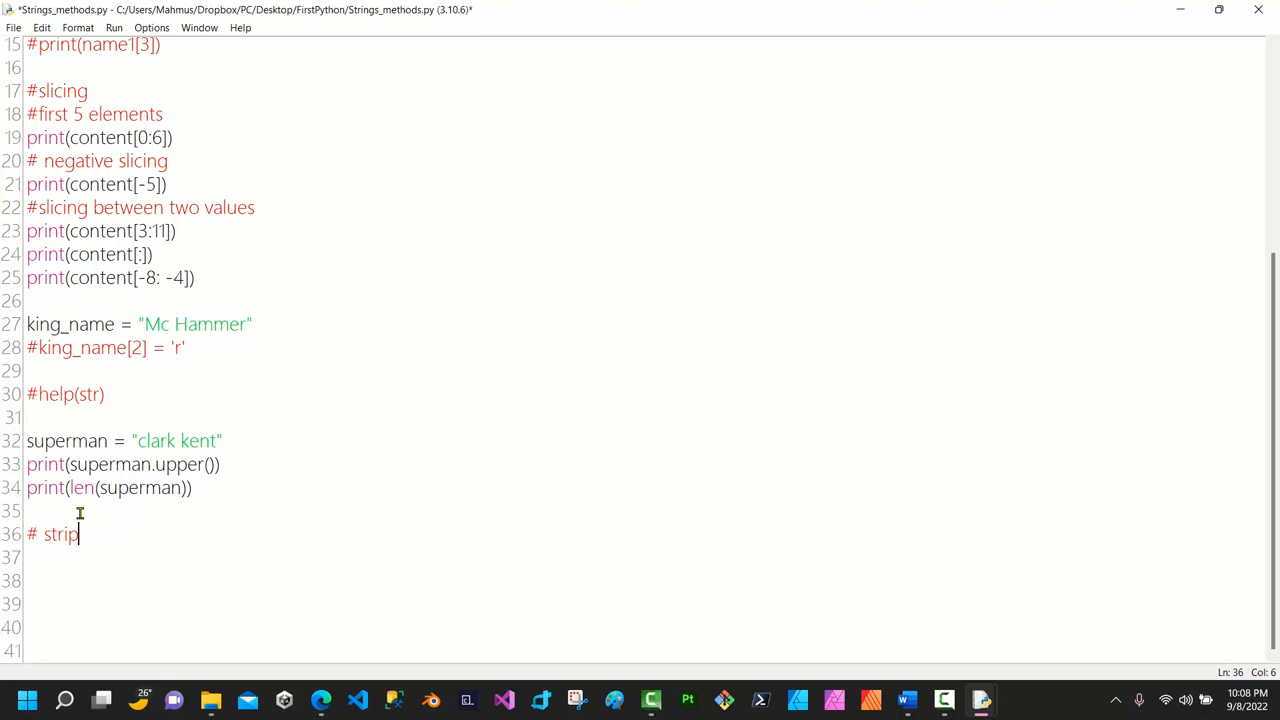 *Strings_methods.py - C:/Users/Mahmus/Dropbox/PC/Desktop/FirstPython/Strings_methods.py (3.10.6)*
File Edit Format Run Options Window Help
15 #print(name1[3])
16
17 #slicing
18 #first 5 elements
19 print(content[0:6])
20 # negative slicing
21 print(content[-5])
22 #slicing between two values
23 print(content[3:11])
24 print(content[:])
25 print(content[-8: -4])
26
27 king_name = "Mc Hammer"
28 #king_name[2] = 'r'
29
30 #help(str)
31
32 superman = "clark kent"
33 print(superman.upper())
34 print(len(superman))
35
36 # strip
37
38
39
40
41
Ln: 36 Col: 6
26°
Pt
10:08 PM
9/8/2022